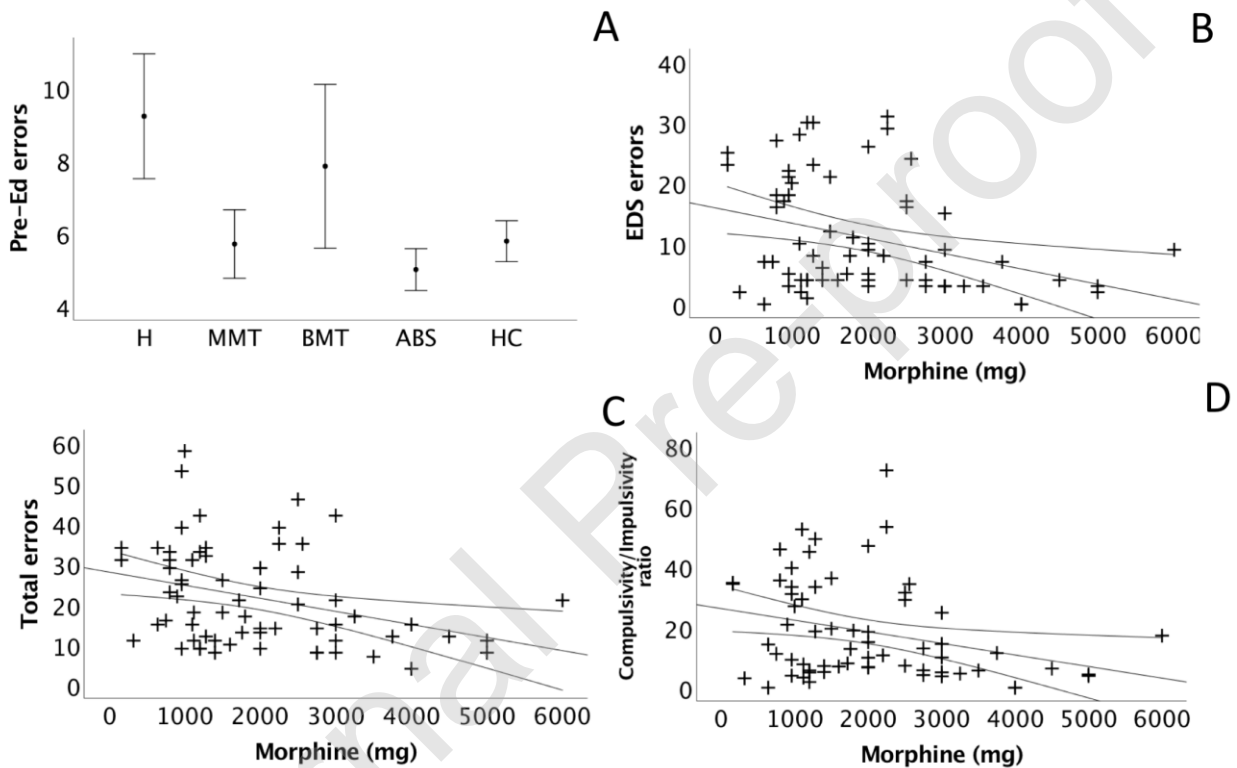 A
Pre-Ed errors
10
8
6
4
H MMT BMT ABS HC
B
EDS errors
40
30
20
10
0
0 1000 2000 3000 4000 5000 6000
Morphine (mg)
C
Total errors
60
50
40
30
20
10
0
0 1000 2000 3000 4000 5000 6000
Morphine (mg)
D
Compulsivity/Impulsivity
ratio
80
60
40
20
0
0 1000 2000 3000 4000 5000 6000
Morphine (mg)
nal Pre-proof